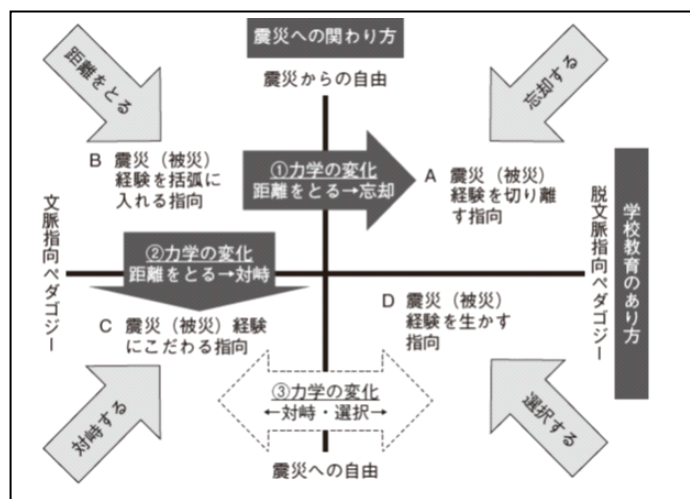 震災への関わり方
震災からの自由
距離をとる
忘却する
B 震災（被災）
経験を括弧に
入れる指向
①力学の変化
距離をとる→忘却
A 震災（被災）
経験を切り離
す指向
文脈指向ペダゴジー
脱文脈指向ペダゴジー
学校教育のあり方
②力学の変化
距離をとる→対峙
C 震災（被災）経験
にこだわる指向
D 震災（被災）
経験を生かす
指向
③力学の変化
←対峙・選択→
対峙する
選択する
震災への自由